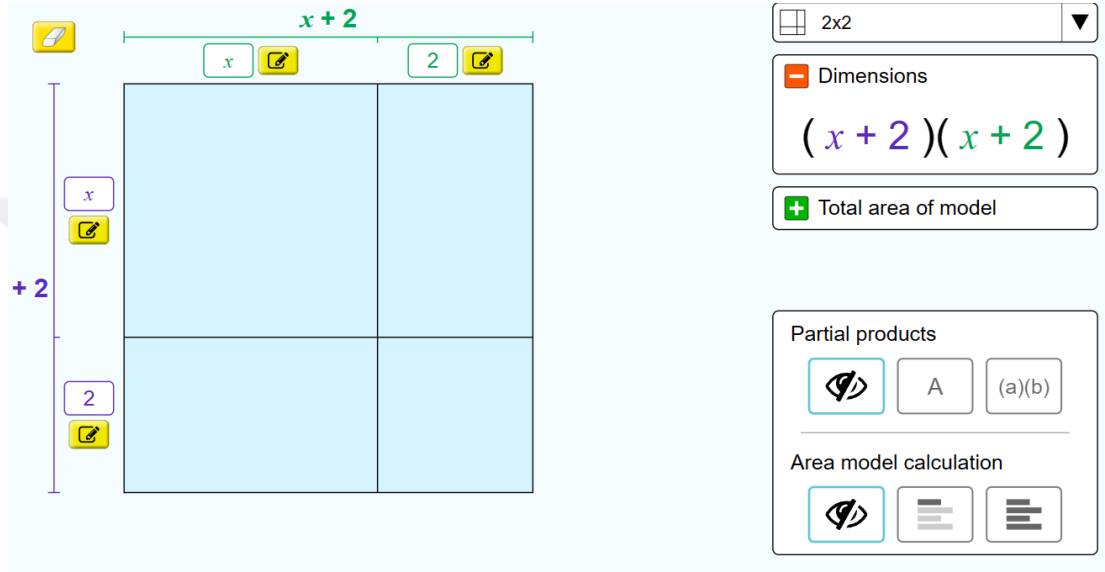 x + 2
x
2
x
+ 2
2
2x2
Dimensions
( x + 2 )( x + 2 )
Total area of model
Partial products
A
(a)(b)
Area model calculation